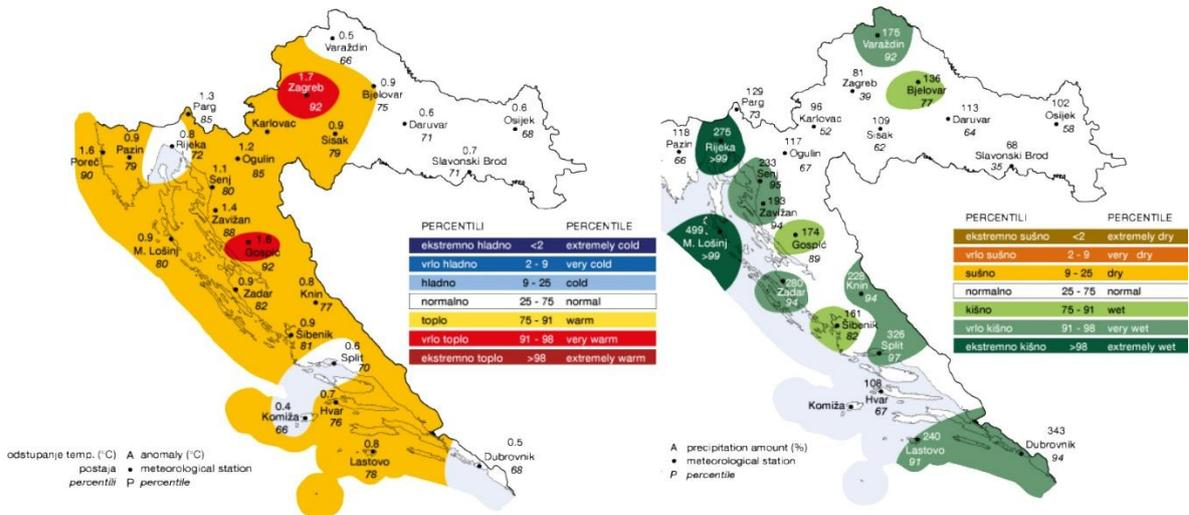 0.5
Varaždin
66
1.7
Zagreb
92
0.9
Bjelovar
75
1.3
Parg
85
0.6
Daruvar
71
0.6
Osijek
68
Karlovac
0.9
Sisak
79
0.8
Rijeka
72
0.9
Pazin
79
1.6
Poreč
90
1.2
Ogulin
85
0.7
Slavonski Brod
71
1.1
Senj
80
1.4
Zavižan
88
0.9
M. Lošinj
80
1.6
Gospić
92
0.9
Zadar
82
0.8
Knin
77
0.9
Šibenik
81
0.6
Split
70
0.4
Komiža
66
0.7
Hvar
76
0.8
Lastovo
78
0.5
Dubrovnik
68
PERCENTILI PERCENTILE
ekstremno hladno <2 extremely cold
vrlo hladno 2 - 9 very cold
hladno 9 - 25 cold
normalno 25 - 75 normal
toplo 75 - 91 warm
vrlo toplo 91 - 98 very warm
ekstremno toplo >98 extremely warm
odstupanje temp. (°C) A anomaly (°C)
postaja • meteorological station
percentili P percentile
175
Varaždin
92
81
Zagreb
39
136
Bjelovar
77
129
Parg
73
96
Karlovac
52
113
Daruvar
64
102
Osijek
58
109
Sisak
62
118
Pazin
66
275
Rijeka
>99
117
Ogulin
67
68
Slavonski Brod
35
233
Senj
95
193
Zavižan
94
499
M. Lošinj
>99
174
Gospić
89
280
Zadar
94
228
Knin
94
161
Šibenik
82
326
Split
97
108
Hvar
67
Komiža
240
Lastovo
91
343
Dubrovnik
94
PERCENTILI PERCENTILE
ekstremno sušno <2 extremely dry
vrlo sušno 2 - 9 very dry
sušno 9 - 25 dry
normalno 25 - 75 normal
kišno 75 - 91 wet
vrlo kišno 91 - 98 very wet
ekstremno kišno >98 extremely wet
A precipitation amount (%)
• meteorological station
P percentile